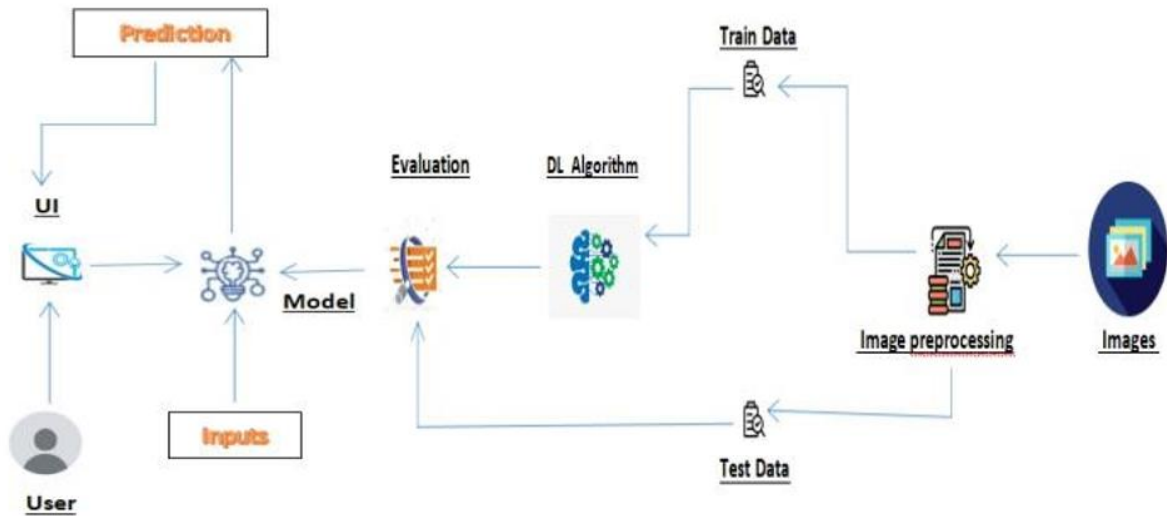 Prediction
Train Data
Evaluation
DL Algorithm
UI
Model
Image preprocessing
Images
Inputs
Test Data
User